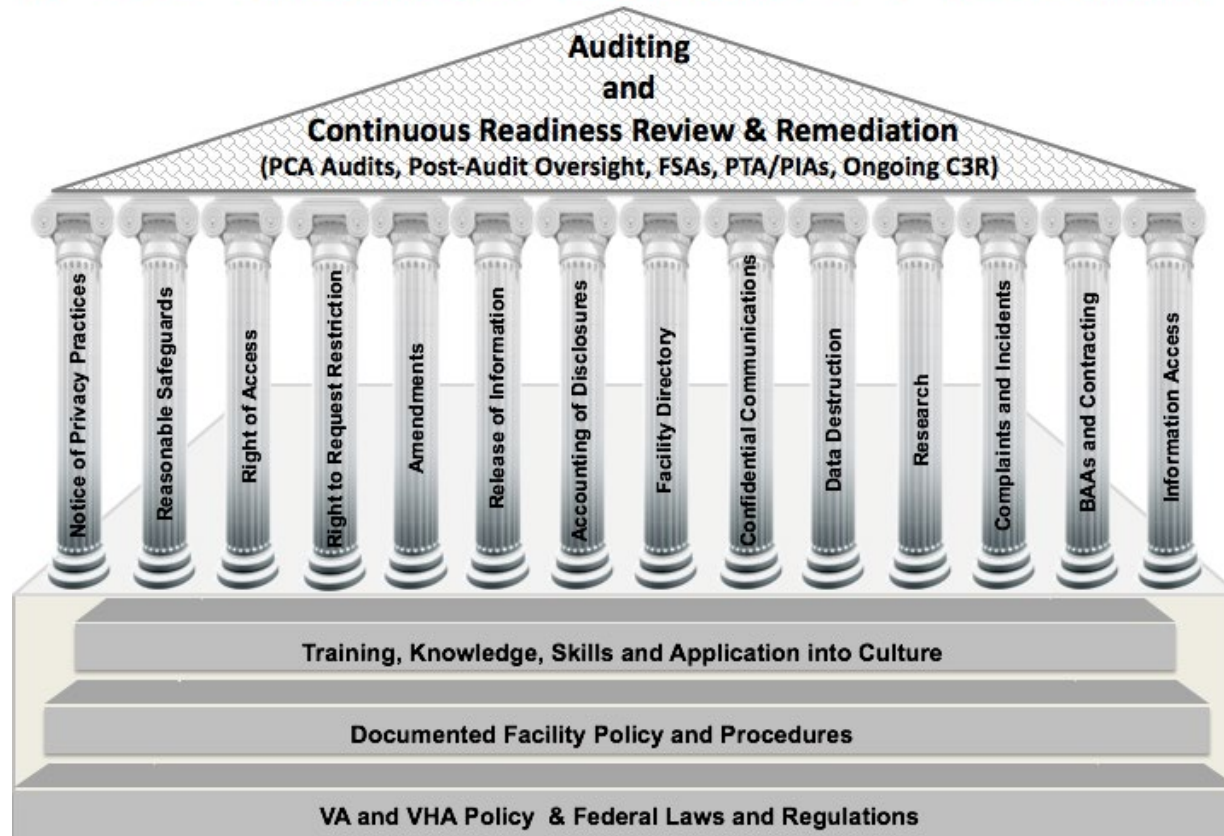 Auditing
and
Continuous Readiness Review & Remediation
(PCA Audits, Post-Audit Oversight, FSAs, PTA/PIAs, Ongoing C3R)
Notice of Privacy Practices
Reasonable Safeguards
Right of Access
Right to Request Restriction
Amendments
Release of Information
Accounting of Disclosures
Facility Directory
Confidential Communications
Data Destruction
Research
Complaints and Incidents
BAAs and Contracting
Information Access
Training, Knowledge, Skills and Application into Culture
Documented Facility Policy and Procedures
VA and VHA Policy & Federal Laws and Regulations